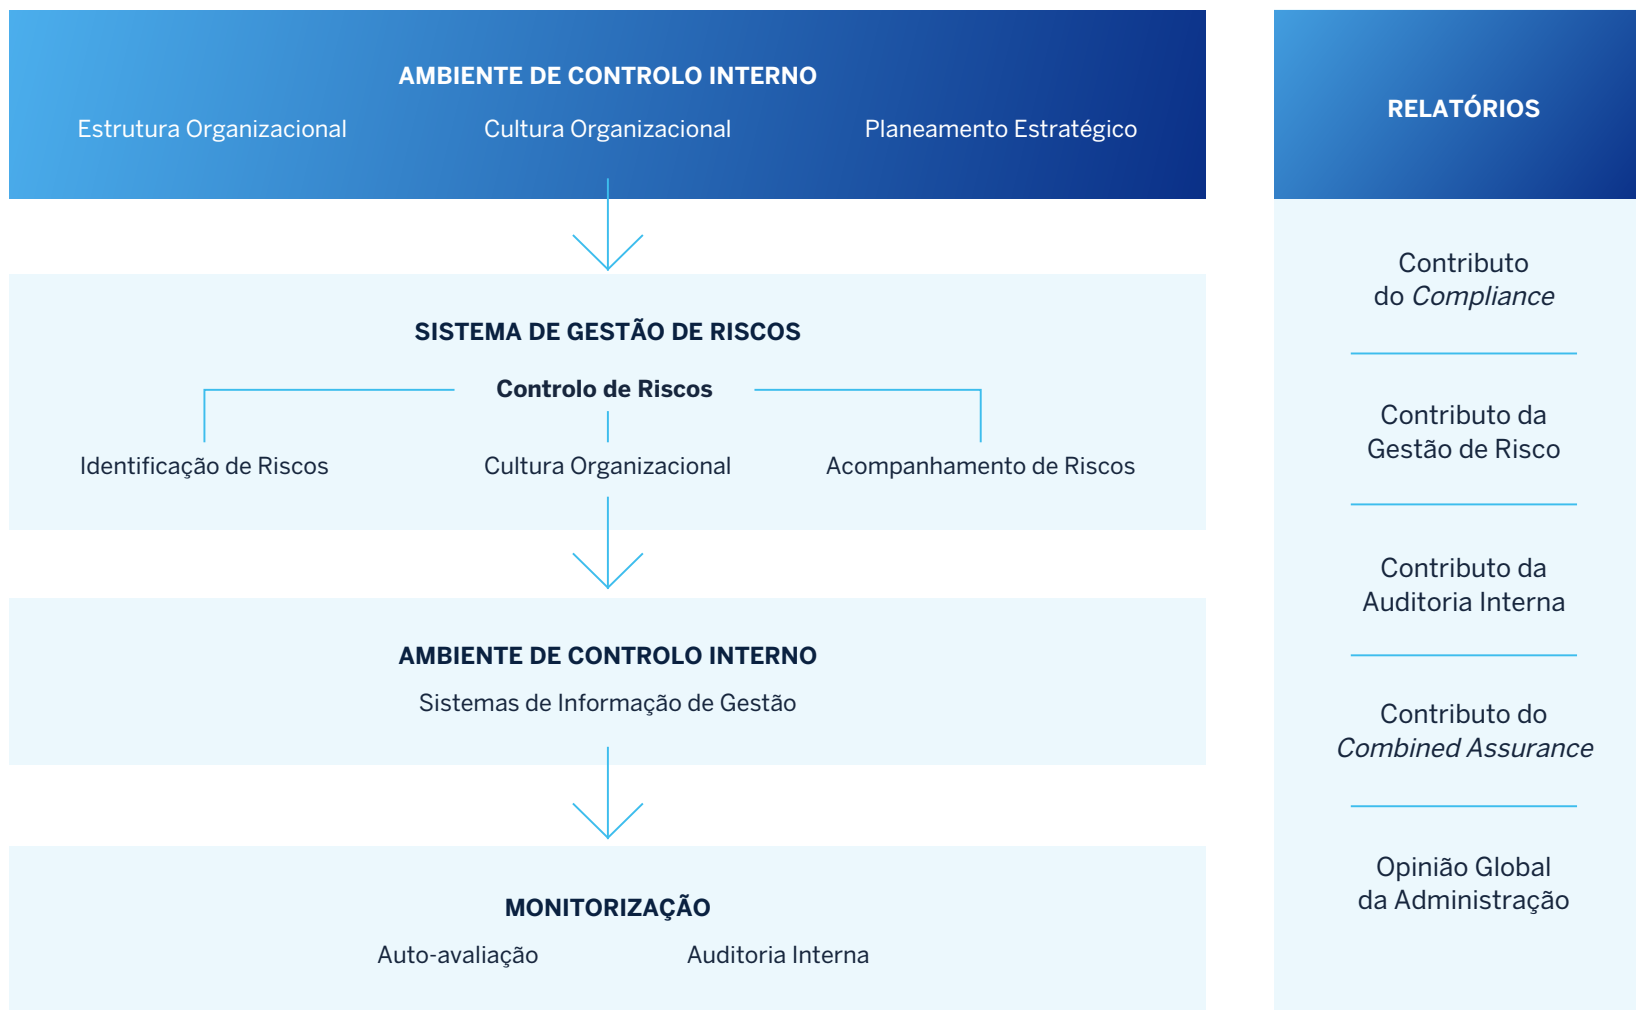 AMBIENTE DE CONTROLO INTERNO
Estrutura Organizacional
Cultura Organizacional
Planeamento Estratégico
SISTEMA DE GESTÃO DE RISCOS
Controlo de Riscos
Identificação de Riscos
Cultura Organizacional
Acompanhamento de Riscos
AMBIENTE DE CONTROLO INTERNO
Sistemas de Informação de Gestão
MONITORIZAÇÃO
Auto-avaliação
Auditoria Interna
RELATÓRIOS
Contributo
do Compliance
Contributo da
Gestão de Risco
Contributo da
Auditoria Interna
Contributo do
Combined Assurance
Opinião Global
da Administração